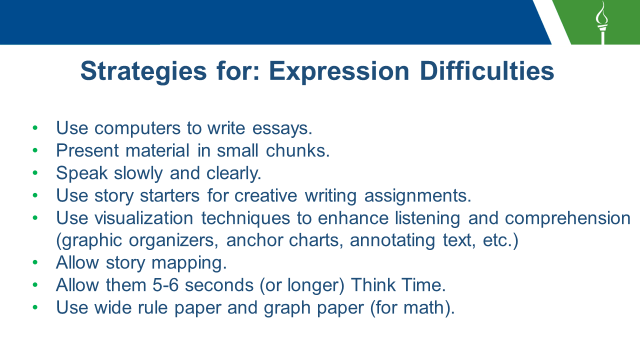 Strategies for: Expression Difficulties
• Use computers to write essays.
• Present material in small chunks.
• Speak slowly and clearly.
• Use story starters for creative writing assignments.
• Use visualization techniques to enhance listening and comprehension
(graphic organizers, anchor charts, annotating text, etc.)
• Allow story mapping.
• Allow them 5-6 seconds (or longer) Think Time.
• Use wide rule paper and graph paper (for math).